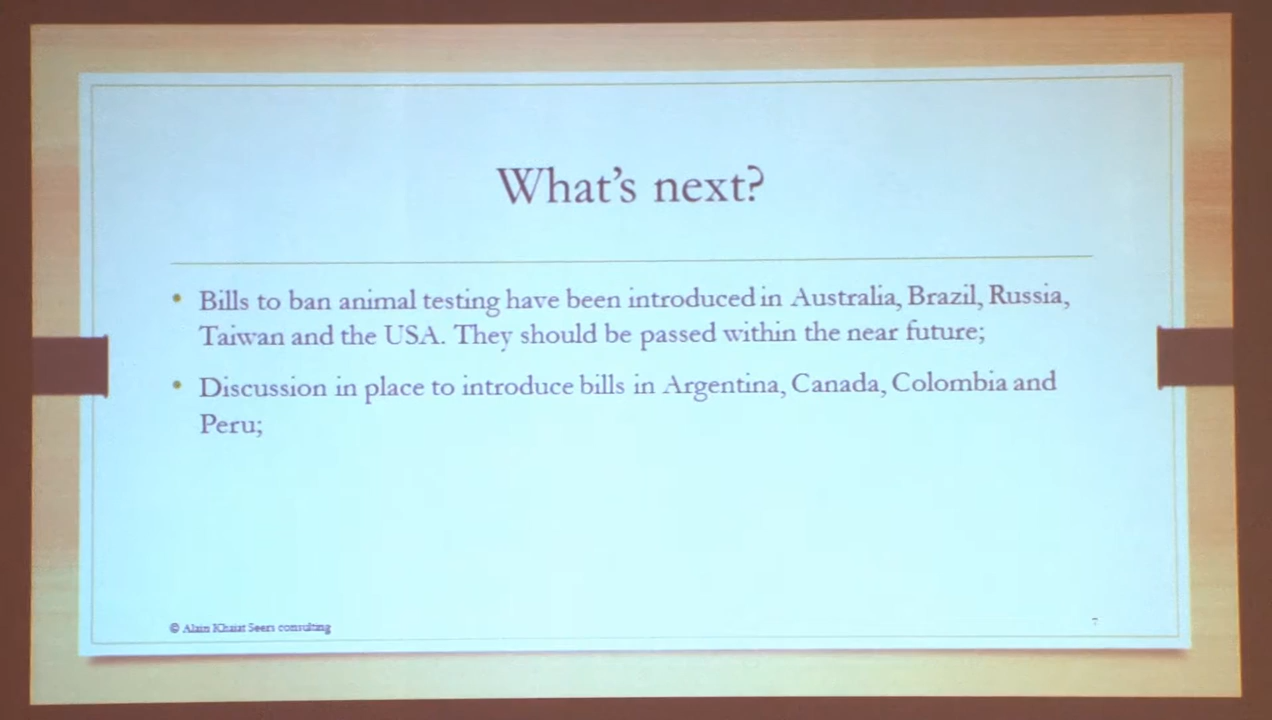 What's next?
• Bills to ban animal testing have been introduced in Australia, Brazil, Russia,
Taiwan and the USA. They should be passed within the near future;
• Discussion in place to introduce bills in Argentina, Canada, Colombia and
Peru;
© Alain Khaiat Seers consulting
7